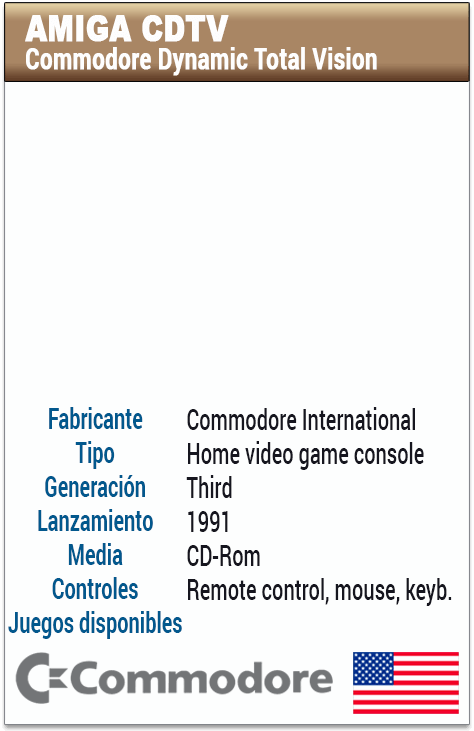 AMIGA CDTV
Commodore Dynamic Total Vision
Fabricante Commodore International
Tipo Home video game console
Generación Third
Lanzamiento 1991
Media CD-Rom
Controles Remote control, mouse, keyb.
Juegos disponibles
Commodore